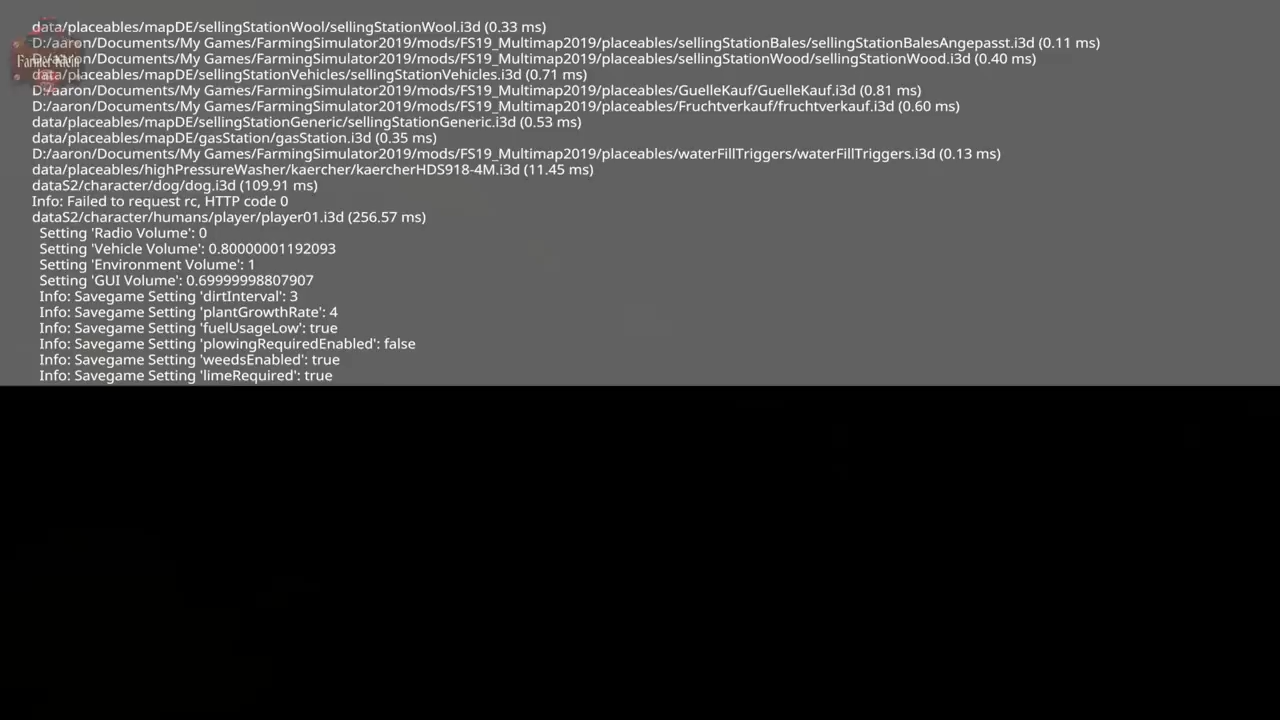 data/placeables/mapDE/sellingStationWool/sellingStationWool.i3d (0.33 ms)
D:/aaron/Documents/My Games/FarmingSimulator2019/mods/FS19_Multimap2019/placeables/sellingStationBales/sellingStationBalesAngepasst.i3d (0.11 ms)
D:/aaron/Documents/My Games/FarmingSimulator2019/mods/FS19_Multimap2019/placeables/sellingStationWood/sellingStationWood.i3d (0.40 ms)
data/placeables/mapDE/sellingStationVehicles/sellingStationVehicles.i3d (0.71 ms)
D:/aaron/Documents/My Games/FarmingSimulator2019/mods/FS19_Multimap2019/placeables/GuelleKauf/GuelleKauf.i3d (0.81 ms)
D:/aaron/Documents/My Games/FarmingSimulator2019/mods/FS19_Multimap2019/placeables/Fruchtverkauf/fruchtverkauf.i3d (0.60 ms)
data/placeables/mapDE/sellingStationGeneric/sellingStationGeneric.i3d (0.53 ms)
data/placeables/mapDE/gasStation/gasStation.i3d (0.35 ms)
D:/aaron/Documents/My Games/FarmingSimulator2019/mods/FS19_Multimap2019/placeables/waterFillTriggers/waterFillTriggers.i3d (0.13 ms)
data/placeables/highPressureWasher/kaercher/kaercherHDS918-4M.i3d (11.45 ms)
dataS2/character/dog/dog.i3d (109.91 ms)
Info: Failed to request rc, HTTP code 0
dataS2/character/humans/player/player01.i3d (256.57 ms)
Setting 'Radio Volume': 0
Setting 'Vehicle Volume': 0.80000001192093
Setting 'Environment Volume': 1
Setting 'GUI Volume': 0.69999998807907
Info: Savegame Setting 'dirtInterval': 3
Info: Savegame Setting 'plantGrowthRate': 4
Info: Savegame Setting 'fuelUsageLow': true
Info: Savegame Setting 'plowingRequiredEnabled': false
Info: Savegame Setting 'weedsEnabled': true
Info: Savegame Setting 'limeRequired': true